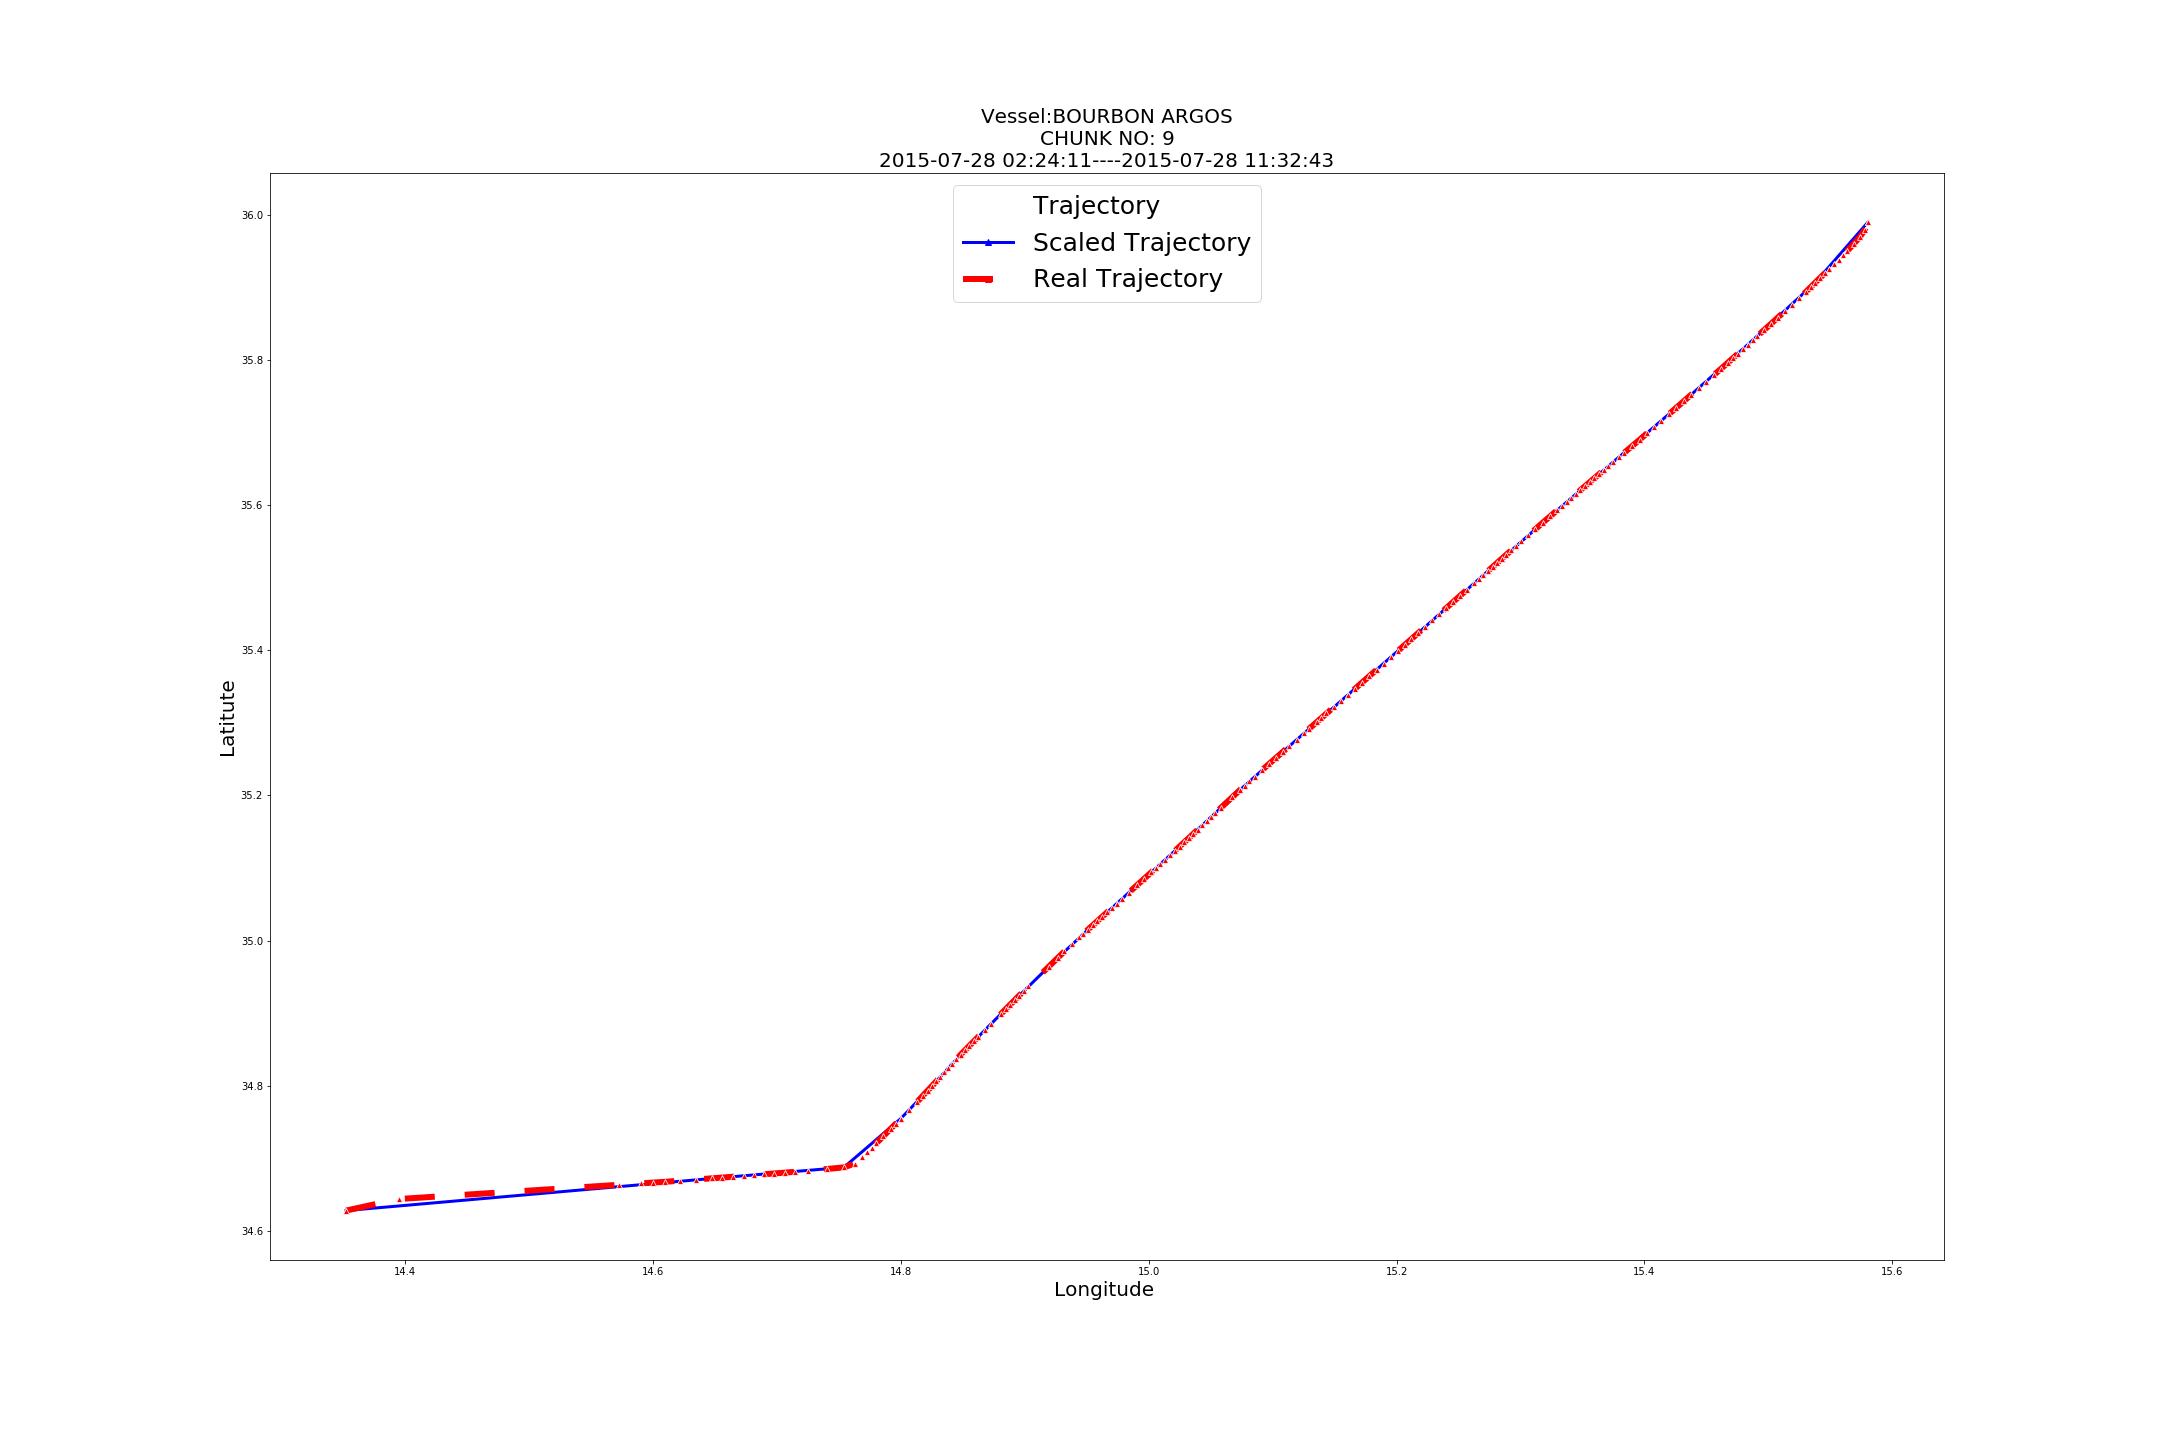 Vessel:BOURBON ARGOS
CHUNK NO: 9
2015-07-28 02:24:11----2015-07-28 11:32:43
Trajectory
Scaled Trajectory
Real Trajectory
36.0
35.8
35.6
35.4
35.2
35.0
34.8
34.6
Latitute
14.4
14.6
14.8
15.0
15.2
15.4
15.6
Longitude